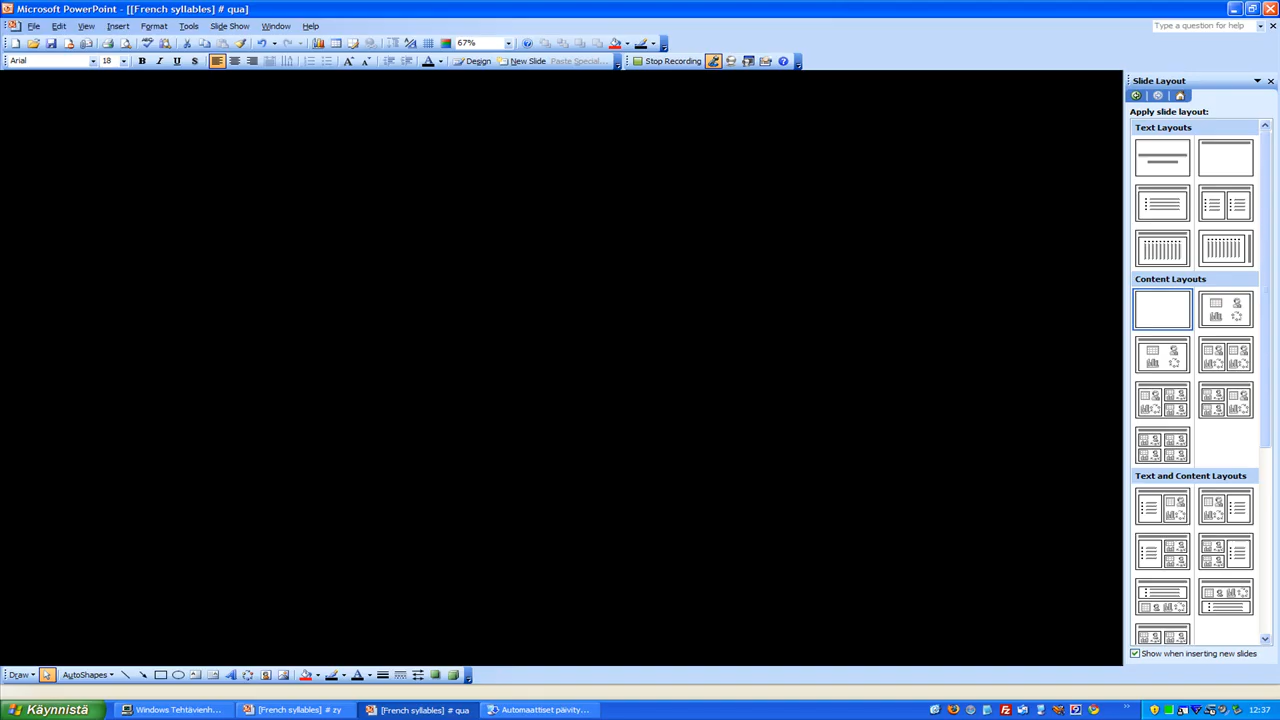 Microsoft PowerPoint - [[French syllables] # qua]
File Edit View Insert Format Tools Slide Show Window Help
Type a question for help
67%
Arial 18 B I U S Design New Slide Paste Special... Stop Recording
Slide Layout
Apply slide layout:
Text Layouts
Content Layouts
Text and Content Layouts
Show when inserting new slides
Draw AutoShapes
Käynnistä Windows Tehtävienh... [French syllables] # zy [French syllables] # qua Automaattiset päivity... 12:37